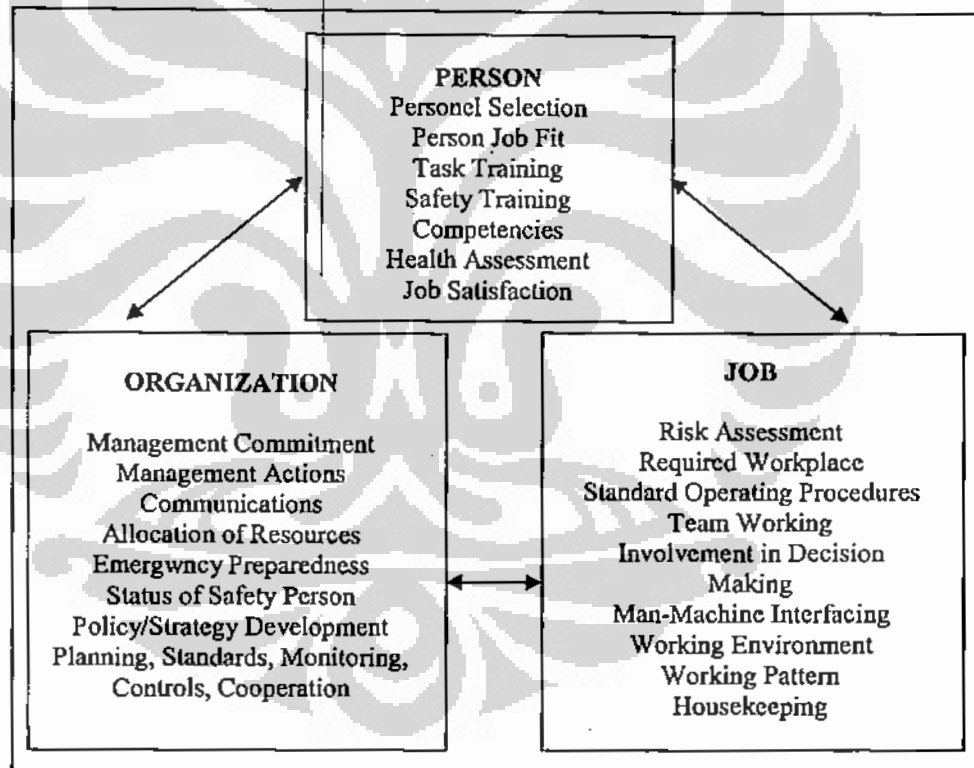 PERSON
Personel Selection
Person Job Fit
Task Training
Safety Training
Competencies
Health Assessment
Job Satisfaction
ORGANIZATION
Management Commitment
Management Actions
Communications
Allocation of Resources
Emergwncy Preparedness
Status of Safety Person
Policy/Strategy Development
Planning, Standards, Monitoring,
Controls, Cooperation
JOB
Risk Assessment
Required Workplace
Standard Operating Procedures
Team Working
Involvement in Decision
Making
Man-Machine Interfacing
Working Environment
Working Pattern
Housekeeping